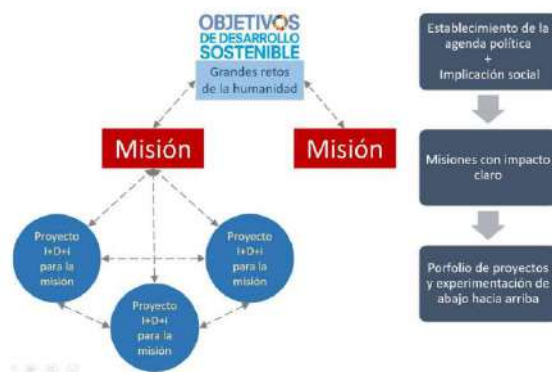 OBJETIVOS
DE DESARROLLO
SOSTENIBLE
Grandes retos
de la humanidad
Misión
Misión
Proyecto
I+D+i
para la
misión
Proyecto
I+D+i
para la
misión
Proyecto
I+D+i
para la
misión
Establecimiento de la
agenda política
+
Implicación social
Misiones con impacto
claro
Porfolio de proyectos
y experimentación de
abajo hacia arriba